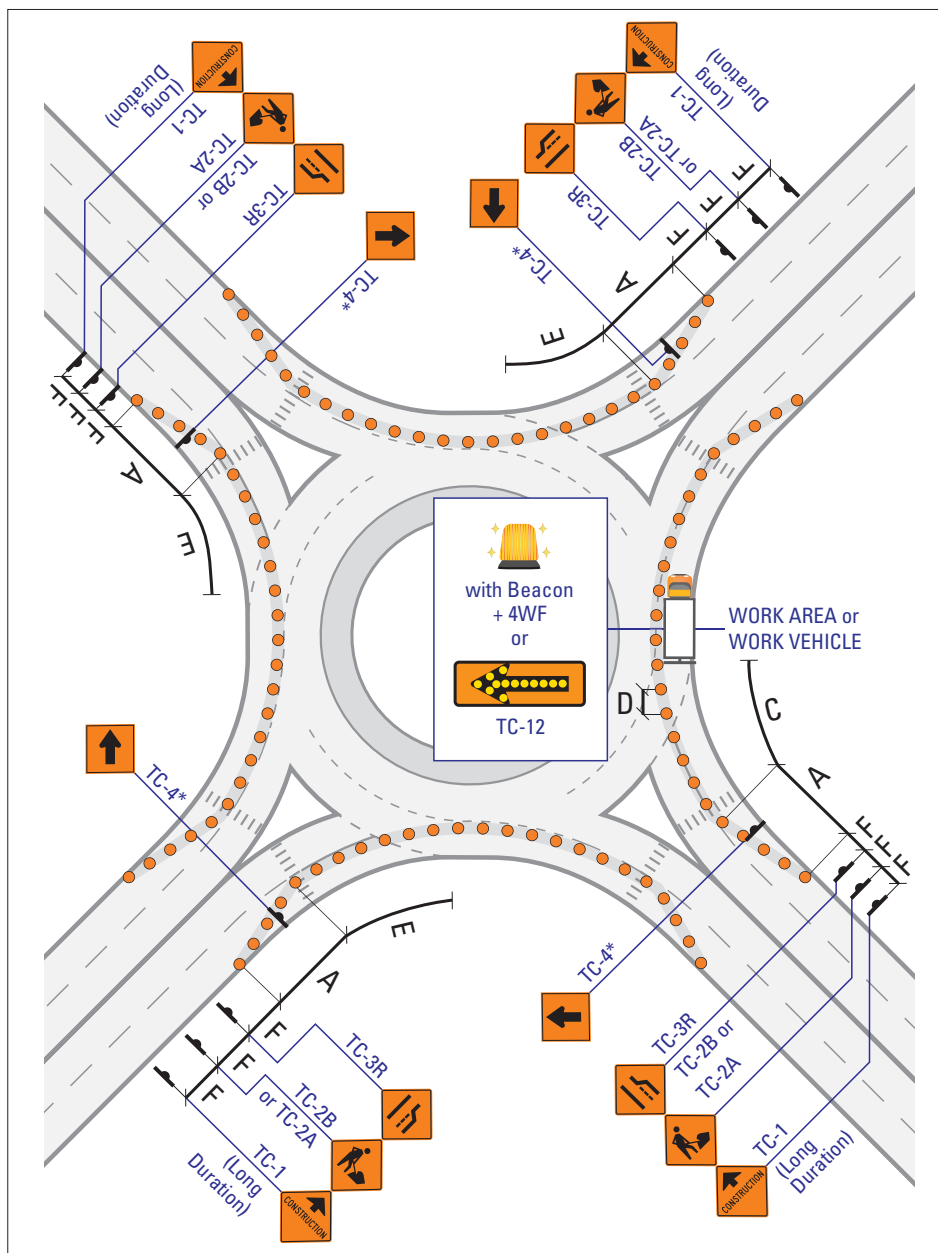 CONSTRUCTION
TC-1
(Long
Duration)
TC-2B or
TC-2A
TC-3R
TC-4*
F
F
F
A
E
CONSTRUCTION
TC-1
(Long
Duration)
TC-2B
or TC-2A
TC-3R
TC-4*
F
F
F
A
E
with Beacon
+ 4WF
or
TC-12
WORK AREA or
WORK VEHICLE
D
C
A
F
F
F
TC-4*
TC-3R
TC-2B or
TC-2A
TC-1
(Long
Duration)
CONSTRUCTION
TC-4*
E
A
F
F
F
TC-3R
TC-2B
or TC-2A
TC-1
(Long
Duration)
CONSTRUCTION